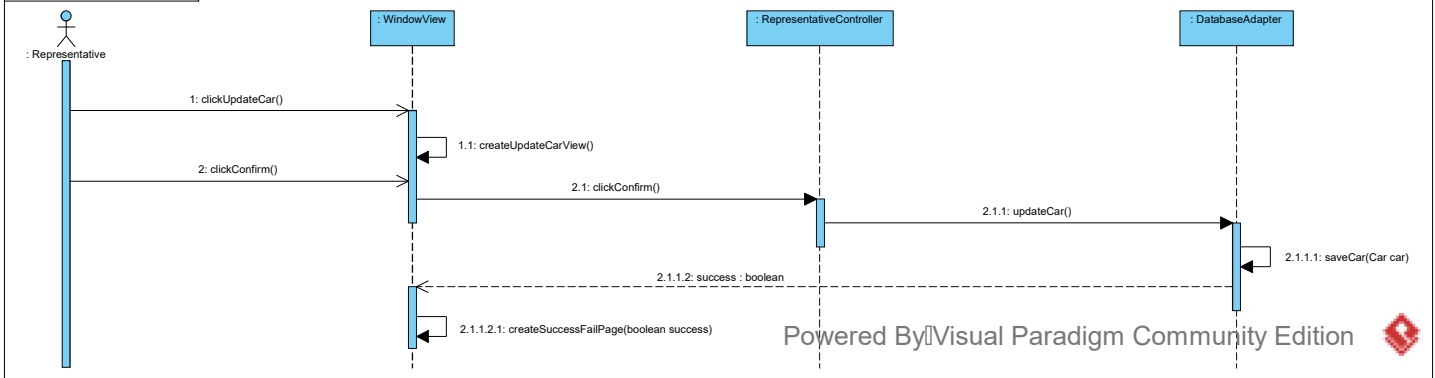 : WindowView
: RepresentativeController
: DatabaseAdapter
: Representative
1: clickUpdateCar()
1.1: createUpdateCarView()
2: clickConfirm()
2.1: clickConfirm()
2.1.1: updateCar()
2.1.1.1: saveCar(Car car)
2.1.1.2: success : boolean
2.1.1.2.1: createSuccessFailPage(boolean success)
Powered By Visual Paradigm Community Edition